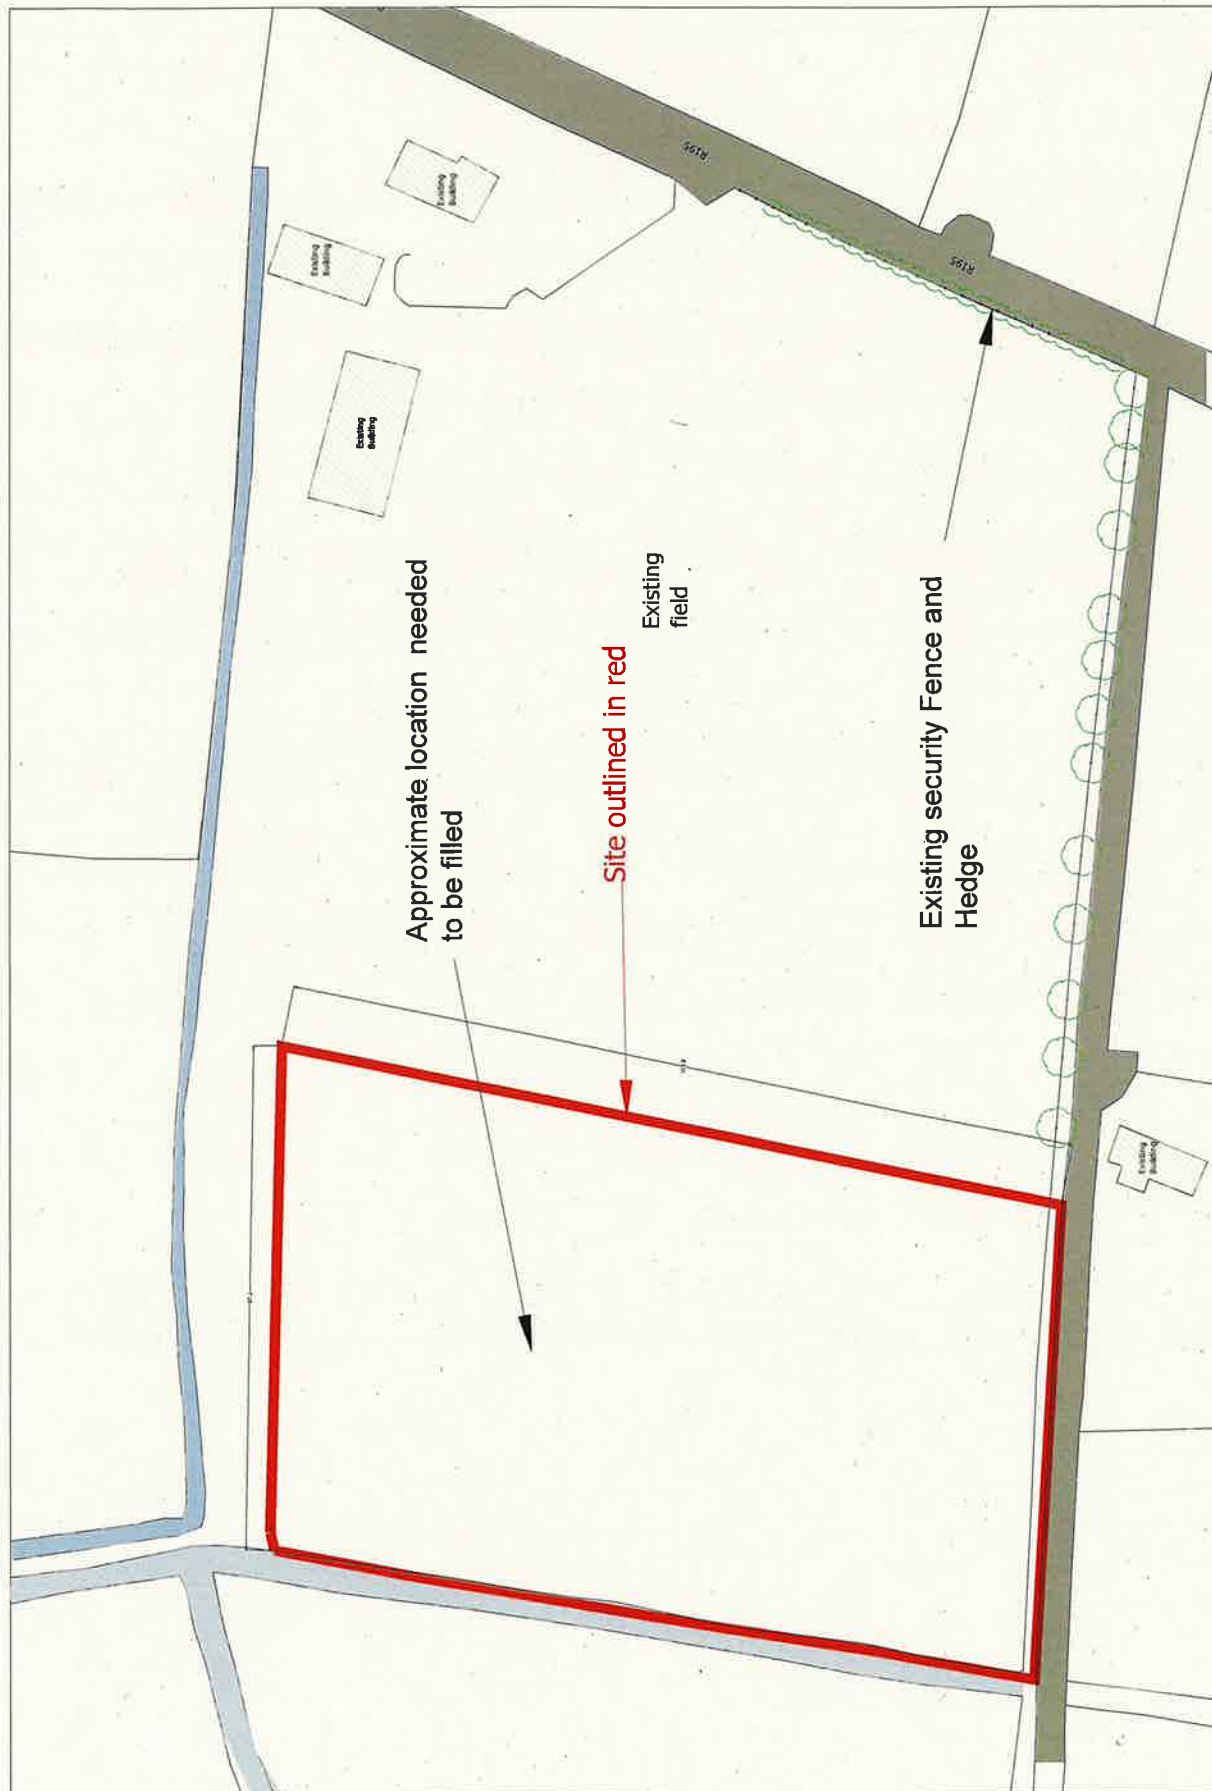 R195
R195
Existing
Building
Existing
Building
Existing
Building
Approximate location needed
to be filled
Site outlined in red
Existing
field
Existing security Fence and
Hedge
Existing
Building